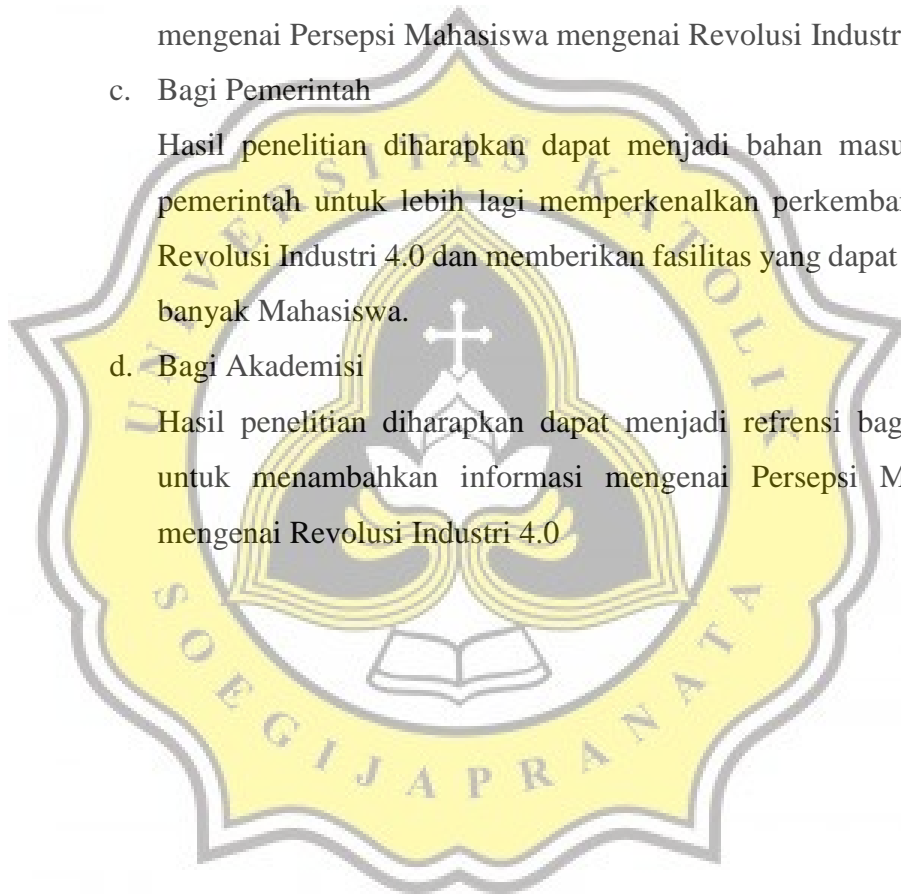 mengenai Persepsi Mahasiswa mengenai Revolusi Industr
c. Bagi Pemerintah
Hasil penelitian diharapkan dapat menjadi bahan masu
pemerintah untuk lebih lagi memperkenalkan perkemba
Revolusi Industri 4.0 dan memberikan fasilitas yang dapat
banyak Mahasiswa.
d. Bagi Akademisi
Hasil penelitian diharapkan dapat menjadi refrensi bag
untuk menambahkan informasi mengenai Persepsi M
mengenai Revolusi Industri 4.0
UNIVERSITAS KATOLIK
SOEGIJAPRANATA